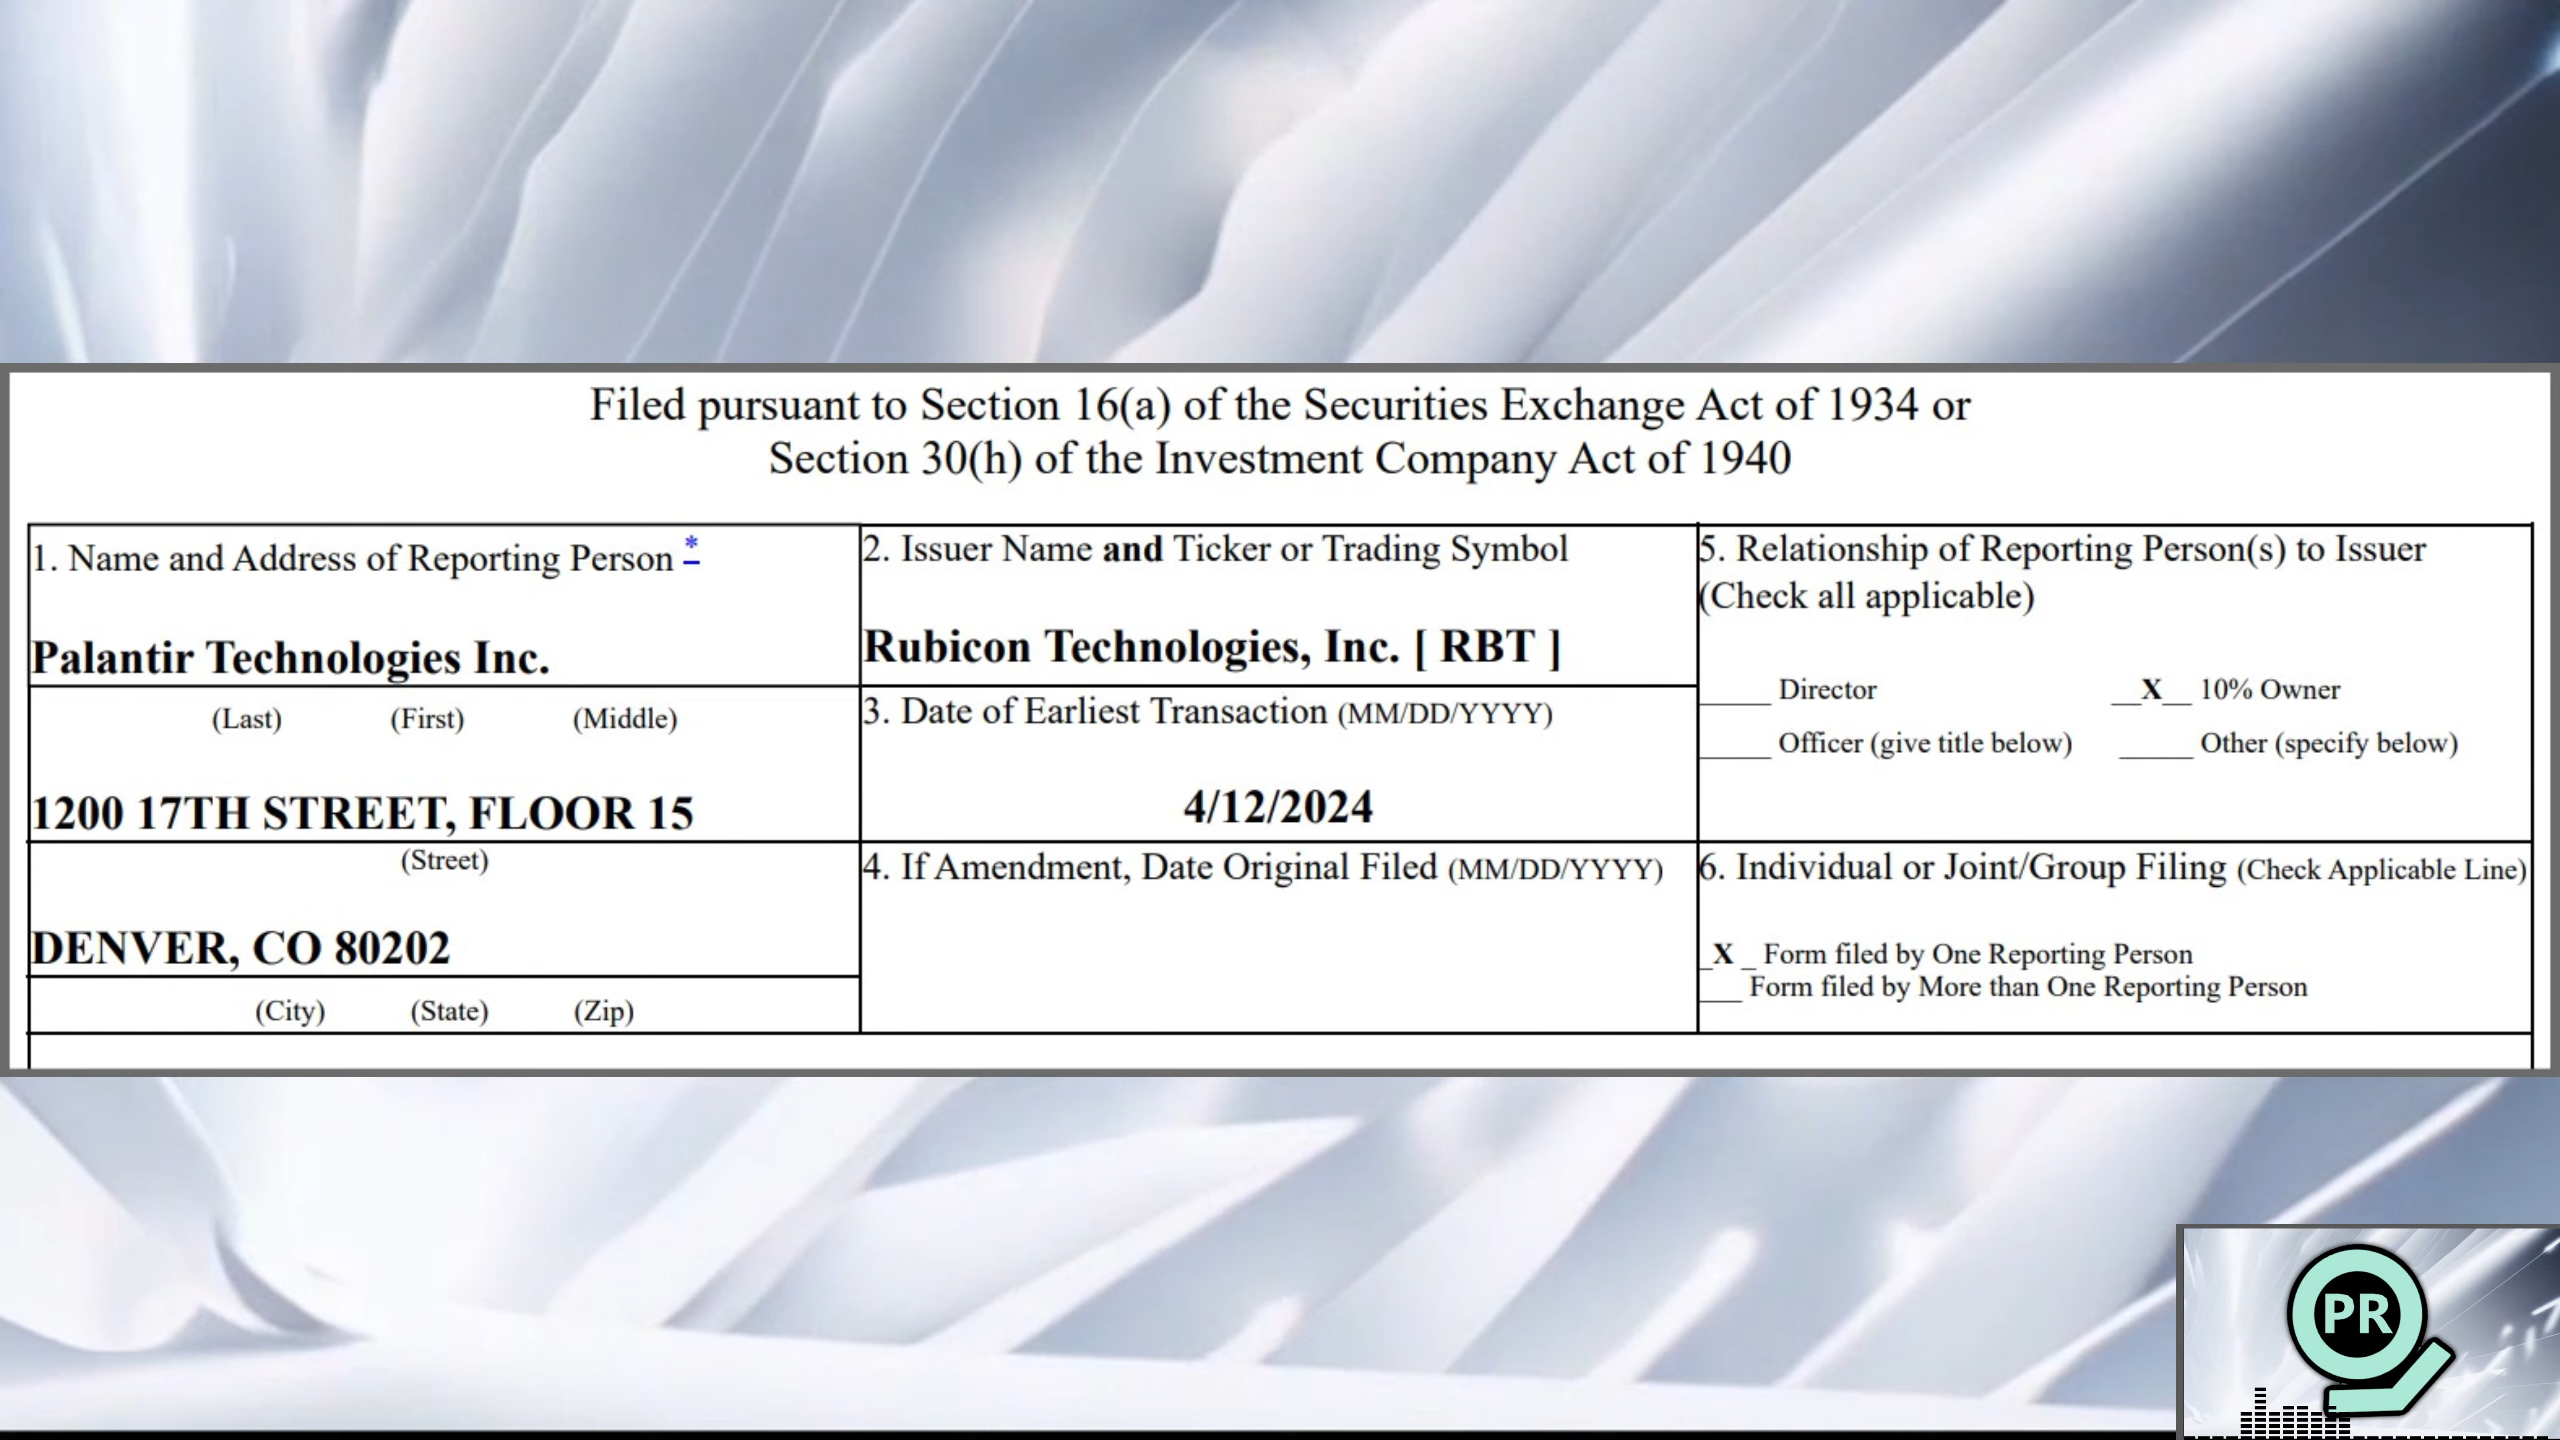 Filed pursuant to Section 16(a) of the Securities Exchange Act of 1934 or
Section 30(h) of the Investment Company Act of 1940
1. Name and Address of Reporting Person *
Palantir Technologies Inc.
(Last) (First) (Middle)
1200 17TH STREET, FLOOR 15
(Street)
DENVER, CO 80202
(City) (State) (Zip)
2. Issuer Name and Ticker or Trading Symbol
Rubicon Technologies, Inc. [ RBT ]
3. Date of Earliest Transaction (MM/DD/YYYY)
4/12/2024
4. If Amendment, Date Original Filed (MM/DD/YYYY)
5. Relationship of Reporting Person(s) to Issuer
(Check all applicable)
_____ Director __X__ 10% Owner
_____ Officer (give title below) _____ Other (specify below)
6. Individual or Joint/Group Filing (Check Applicable Line)
_X _ Form filed by One Reporting Person
___ Form filed by More than One Reporting Person
PR